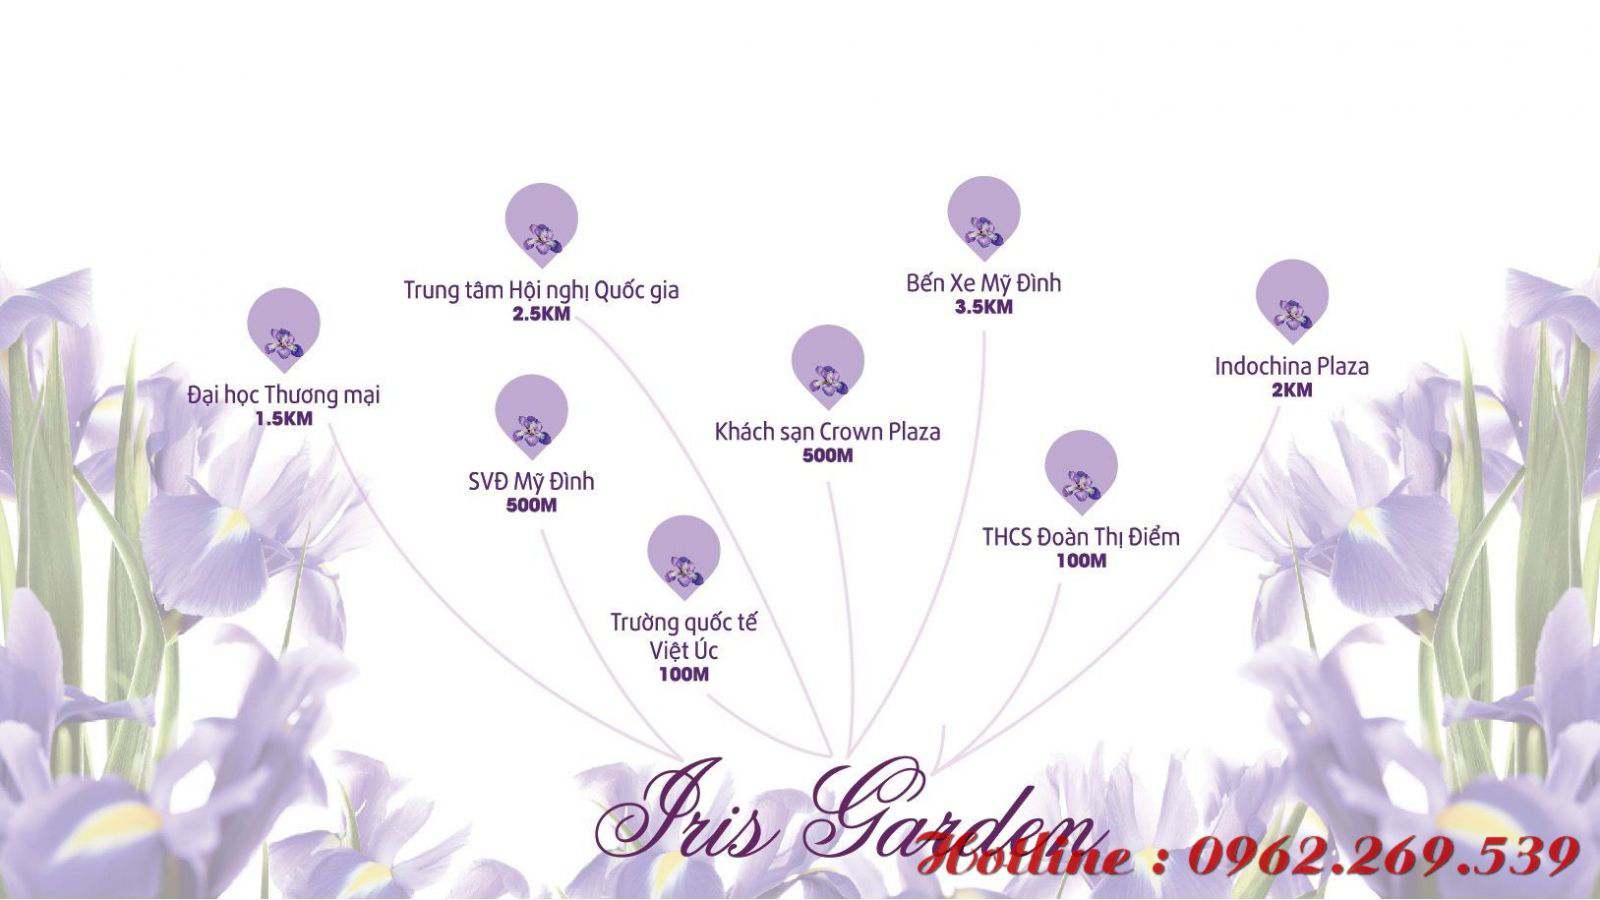 Trung tâm Hội nghị Quốc gia
2.5KM
Bến Xe Mỹ Đình
3.5KM
Indochina Plaza
2KM
Đại học Thương mại
1.5KM
Khách sạn Crown Plaza
500M
SVĐ Mỹ Đình
500M
THCS Đoàn Thị Điểm
100M
Trường quốc tế
Việt Úc
100M
Iris Garden
Hotline : 0962.269.539